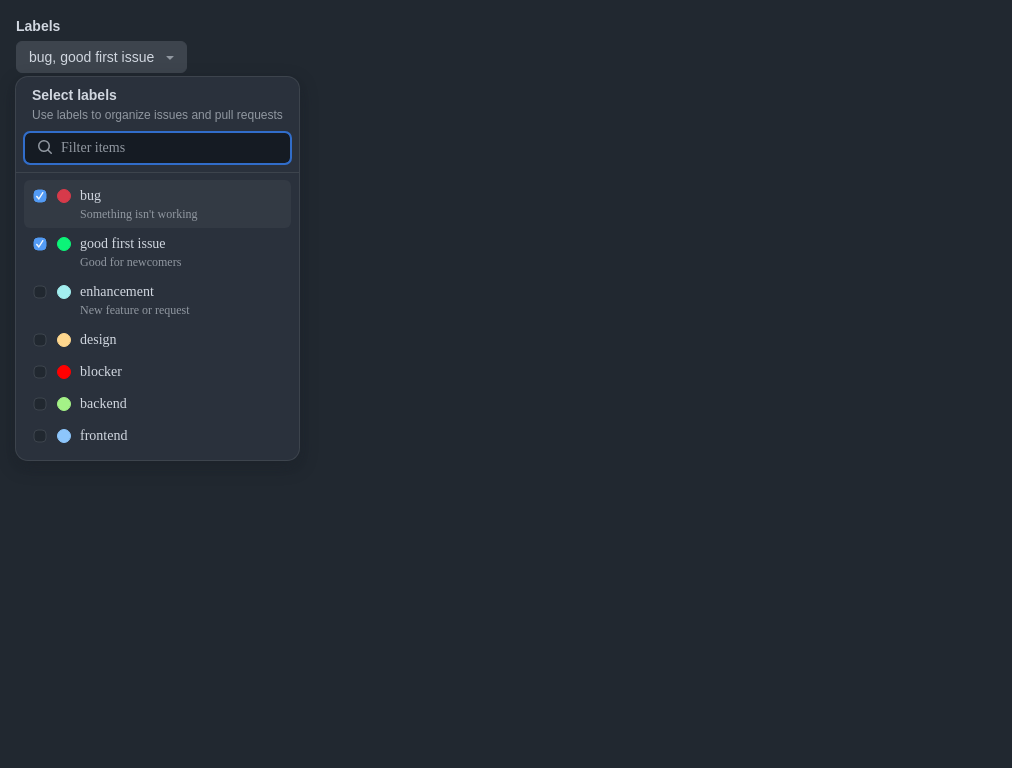 Labels
bug, good first issue
Select labels
Use labels to organize issues and pull requests
Filter items
bug
Something isn't working
good first issue
Good for newcomers
enhancement
New feature or request
design
blocker
backend
frontend